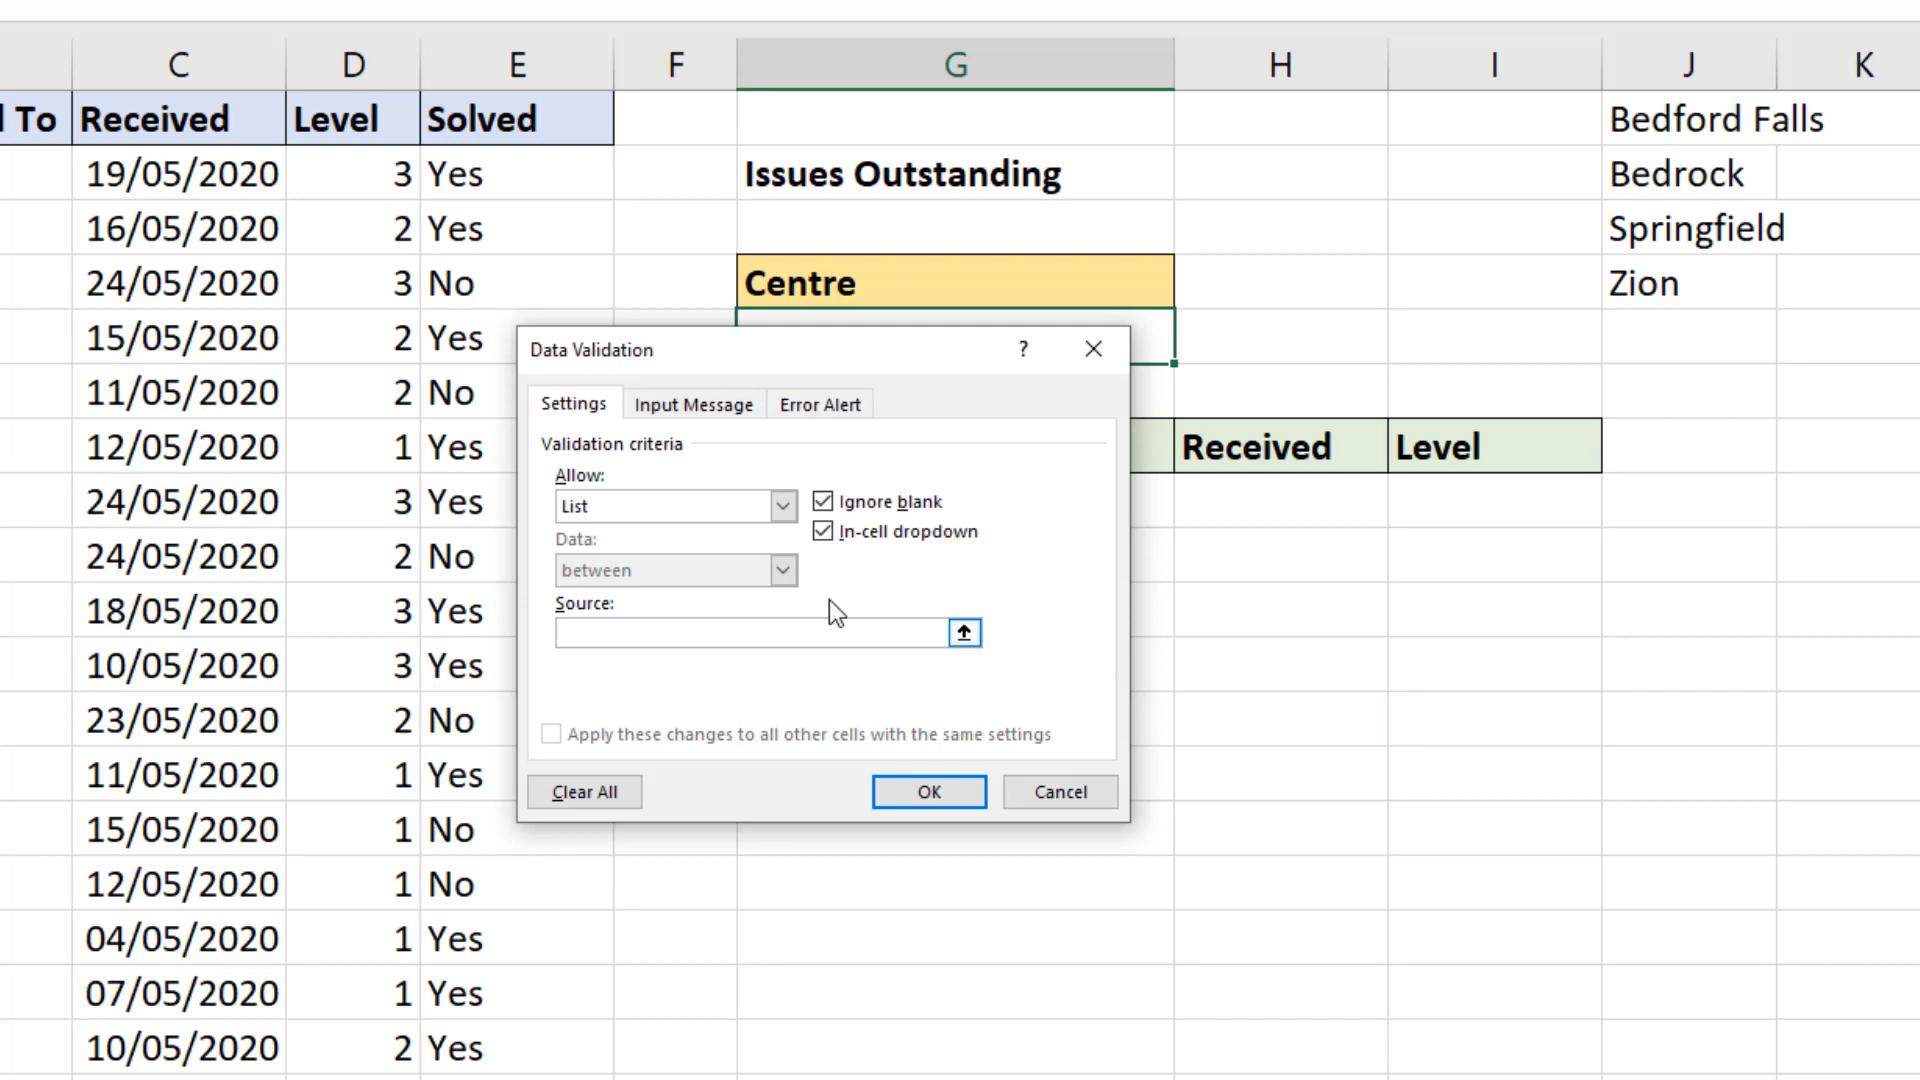 C D E F G H I J K
l To Received Level Solved Bedford Falls
19/05/2020 3 Yes Issues Outstanding Bedrock
16/05/2020 2 Yes Springfield
24/05/2020 3 No Centre Zion
15/05/2020 2 Yes
11/05/2020 2 No
12/05/2020 1 Yes Received Level
24/05/2020 3 Yes
24/05/2020 2 No
18/05/2020 3 Yes
10/05/2020 3 Yes
23/05/2020 2 No
11/05/2020 1 Yes
15/05/2020 1 No
12/05/2020 1 No
04/05/2020 1 Yes
07/05/2020 1 Yes
10/05/2020 2 Yes
Data Validation ?
Settings Input Message Error Alert
Validation criteria
Allow:
List Ignore blank
In-cell dropdown
Data:
between
Source:
Apply these changes to all other cells with the same settings
Clear All OK Cancel